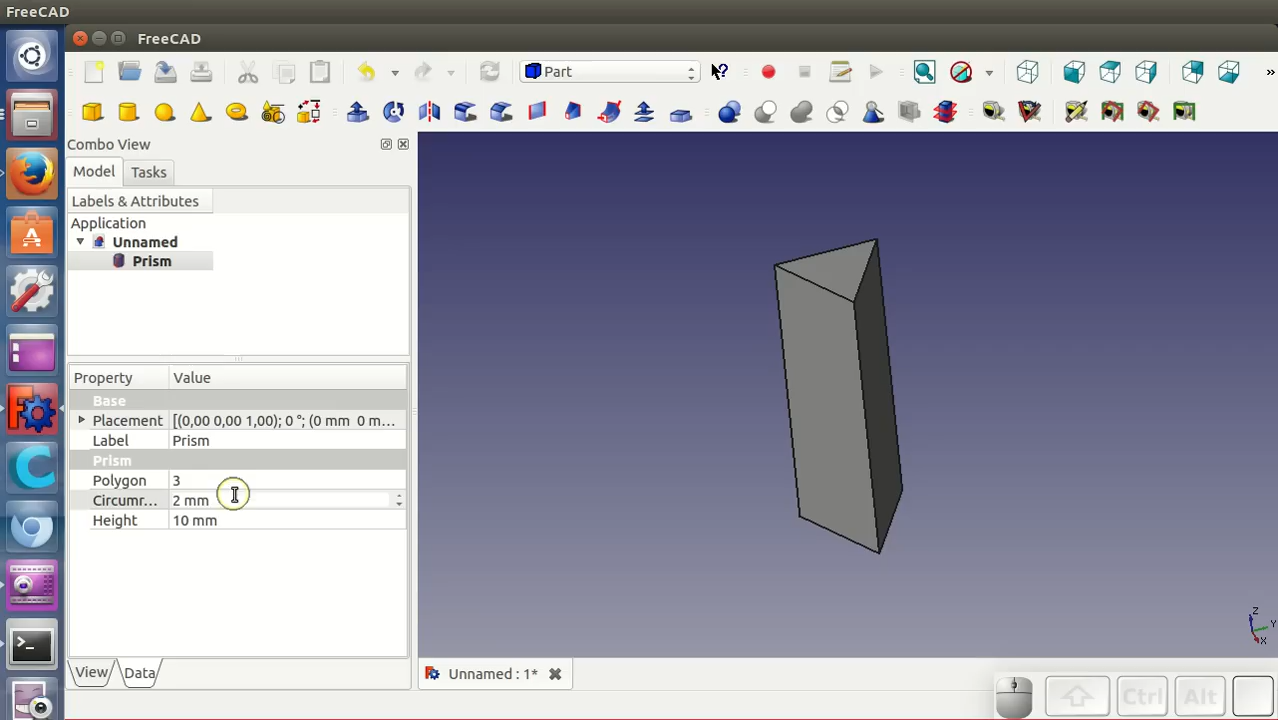 FreeCAD
FreeCAD
Part
»
Combo View
Model
Tasks
Labels & Attributes
Application
Unnamed
Prism
Property
Value
Base
Placement
[(0,00 0,00 1,00); 0 °; (0 mm 0 m...
Label
Prism
Prism
Polygon
3
Circumr...
2 mm
Height
10 mm
View
Data
Unnamed : 1*
Z
Y
X
Ctrl
Alt